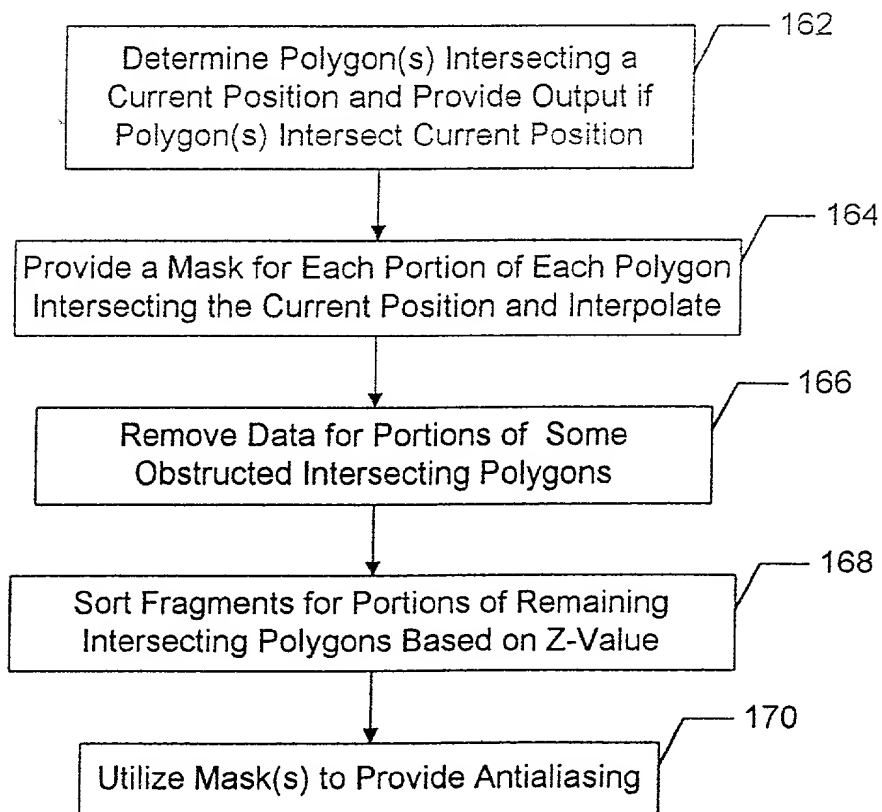 162
Determine Polygon(s) Intersecting a
Current Position and Provide Output if
Polygon(s) Intersect Current Position
164
Provide a Mask for Each Portion of Each Polygon
Intersecting the Current Position and Interpolate
166
Remove Data for Portions of Some
Obstructed Intersecting Polygons
168
Sort Fragments for Portions of Remaining
Intersecting Polygons Based on Z-Value
170
Utilize Mask(s) to Provide Antialiasing